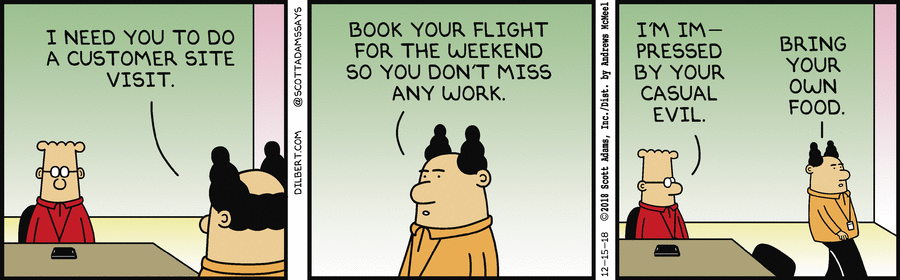 I NEED YOU TO DO
A CUSTOMER SITE
VISIT.
DILBERT.COM @SCOTTADAMSSAYS
BOOK YOUR FLIGHT
FOR THE WEEKEND
SO YOU DON'T MISS
ANY WORK.
12-15-18 ©2018 Scott Adams, Inc./Dist. by Andrews McMeel
I'M IM-
PRESSED
BY YOUR
CASUAL
EVIL.
BRING
YOUR
OWN
FOOD.